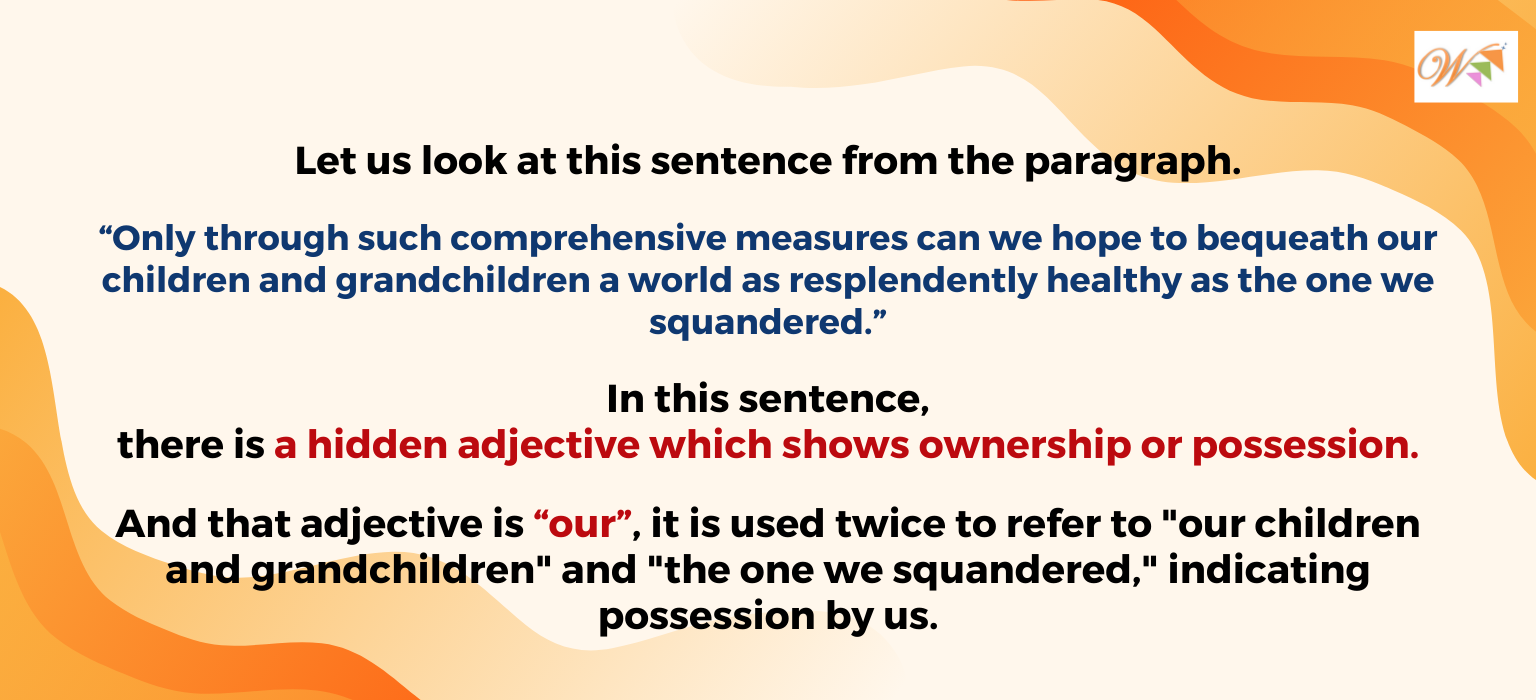 W
Let us look at this sentence from the paragraph.
“Only through such comprehensive measures can we hope to bequeath our
children and grandchildren a world as resplendently healthy as the one we
squandered.”
In this sentence,
there is a hidden adjective which shows ownership or possession.
And that adjective is “our”, it is used twice to refer to "our children
and grandchildren" and "the one we squandered," indicating
possession by us.